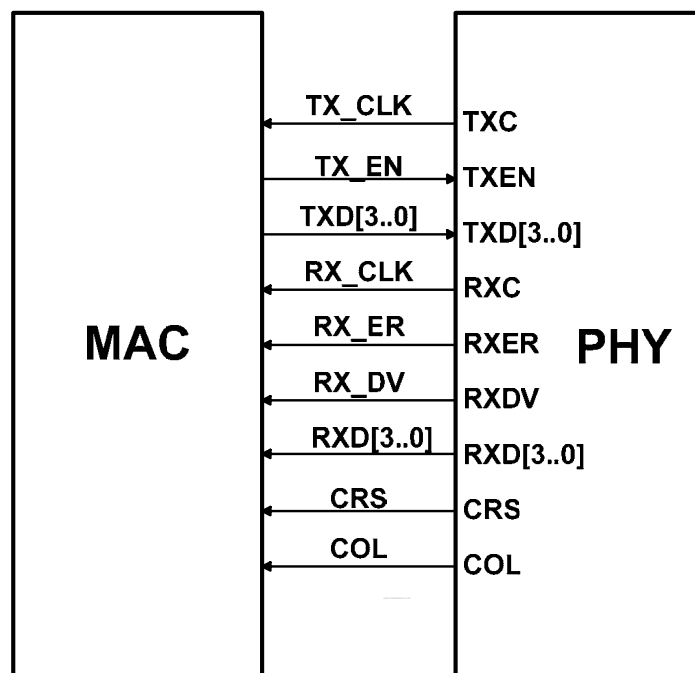 TX_CLK TXC
TX_EN TXEN
TXD[3..0] TXD[3..0]
RX_CLK RXC
MAC RX_ER RXER PHY
RX_DV RXDV
RXD[3..0] RXD[3..0]
CRS CRS
COL COL